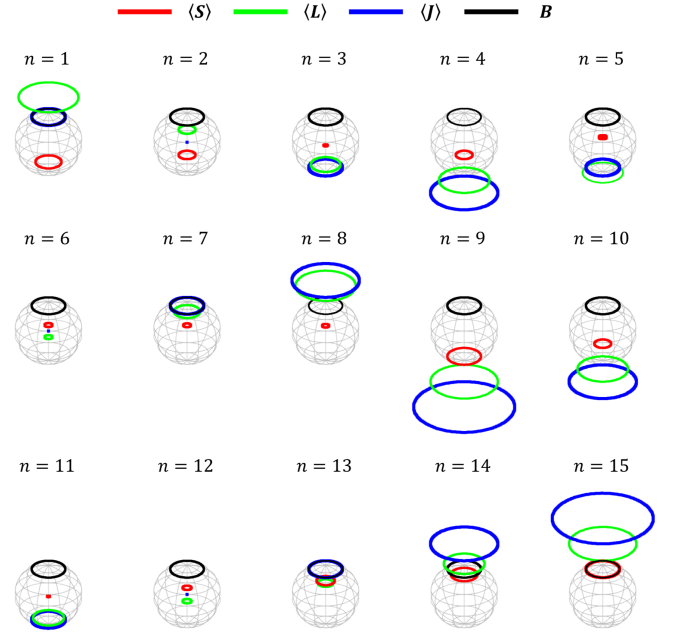 ⟨S⟩ ⟨L⟩ ⟨J⟩ B
n = 1 n = 2 n = 3 n = 4 n = 5
n = 6 n = 7 n = 8 n = 9 n = 10
n = 11 n = 12 n = 13 n = 14 n = 15